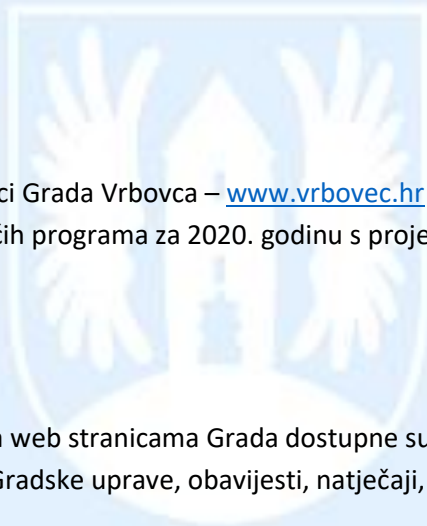 ci Grada Vrbovca – www.vrbovec.hr
ćih programa za 2020. godinu s proje
web stranicama Grada dostupne su
Gradske uprave, obavijesti, natječaji,